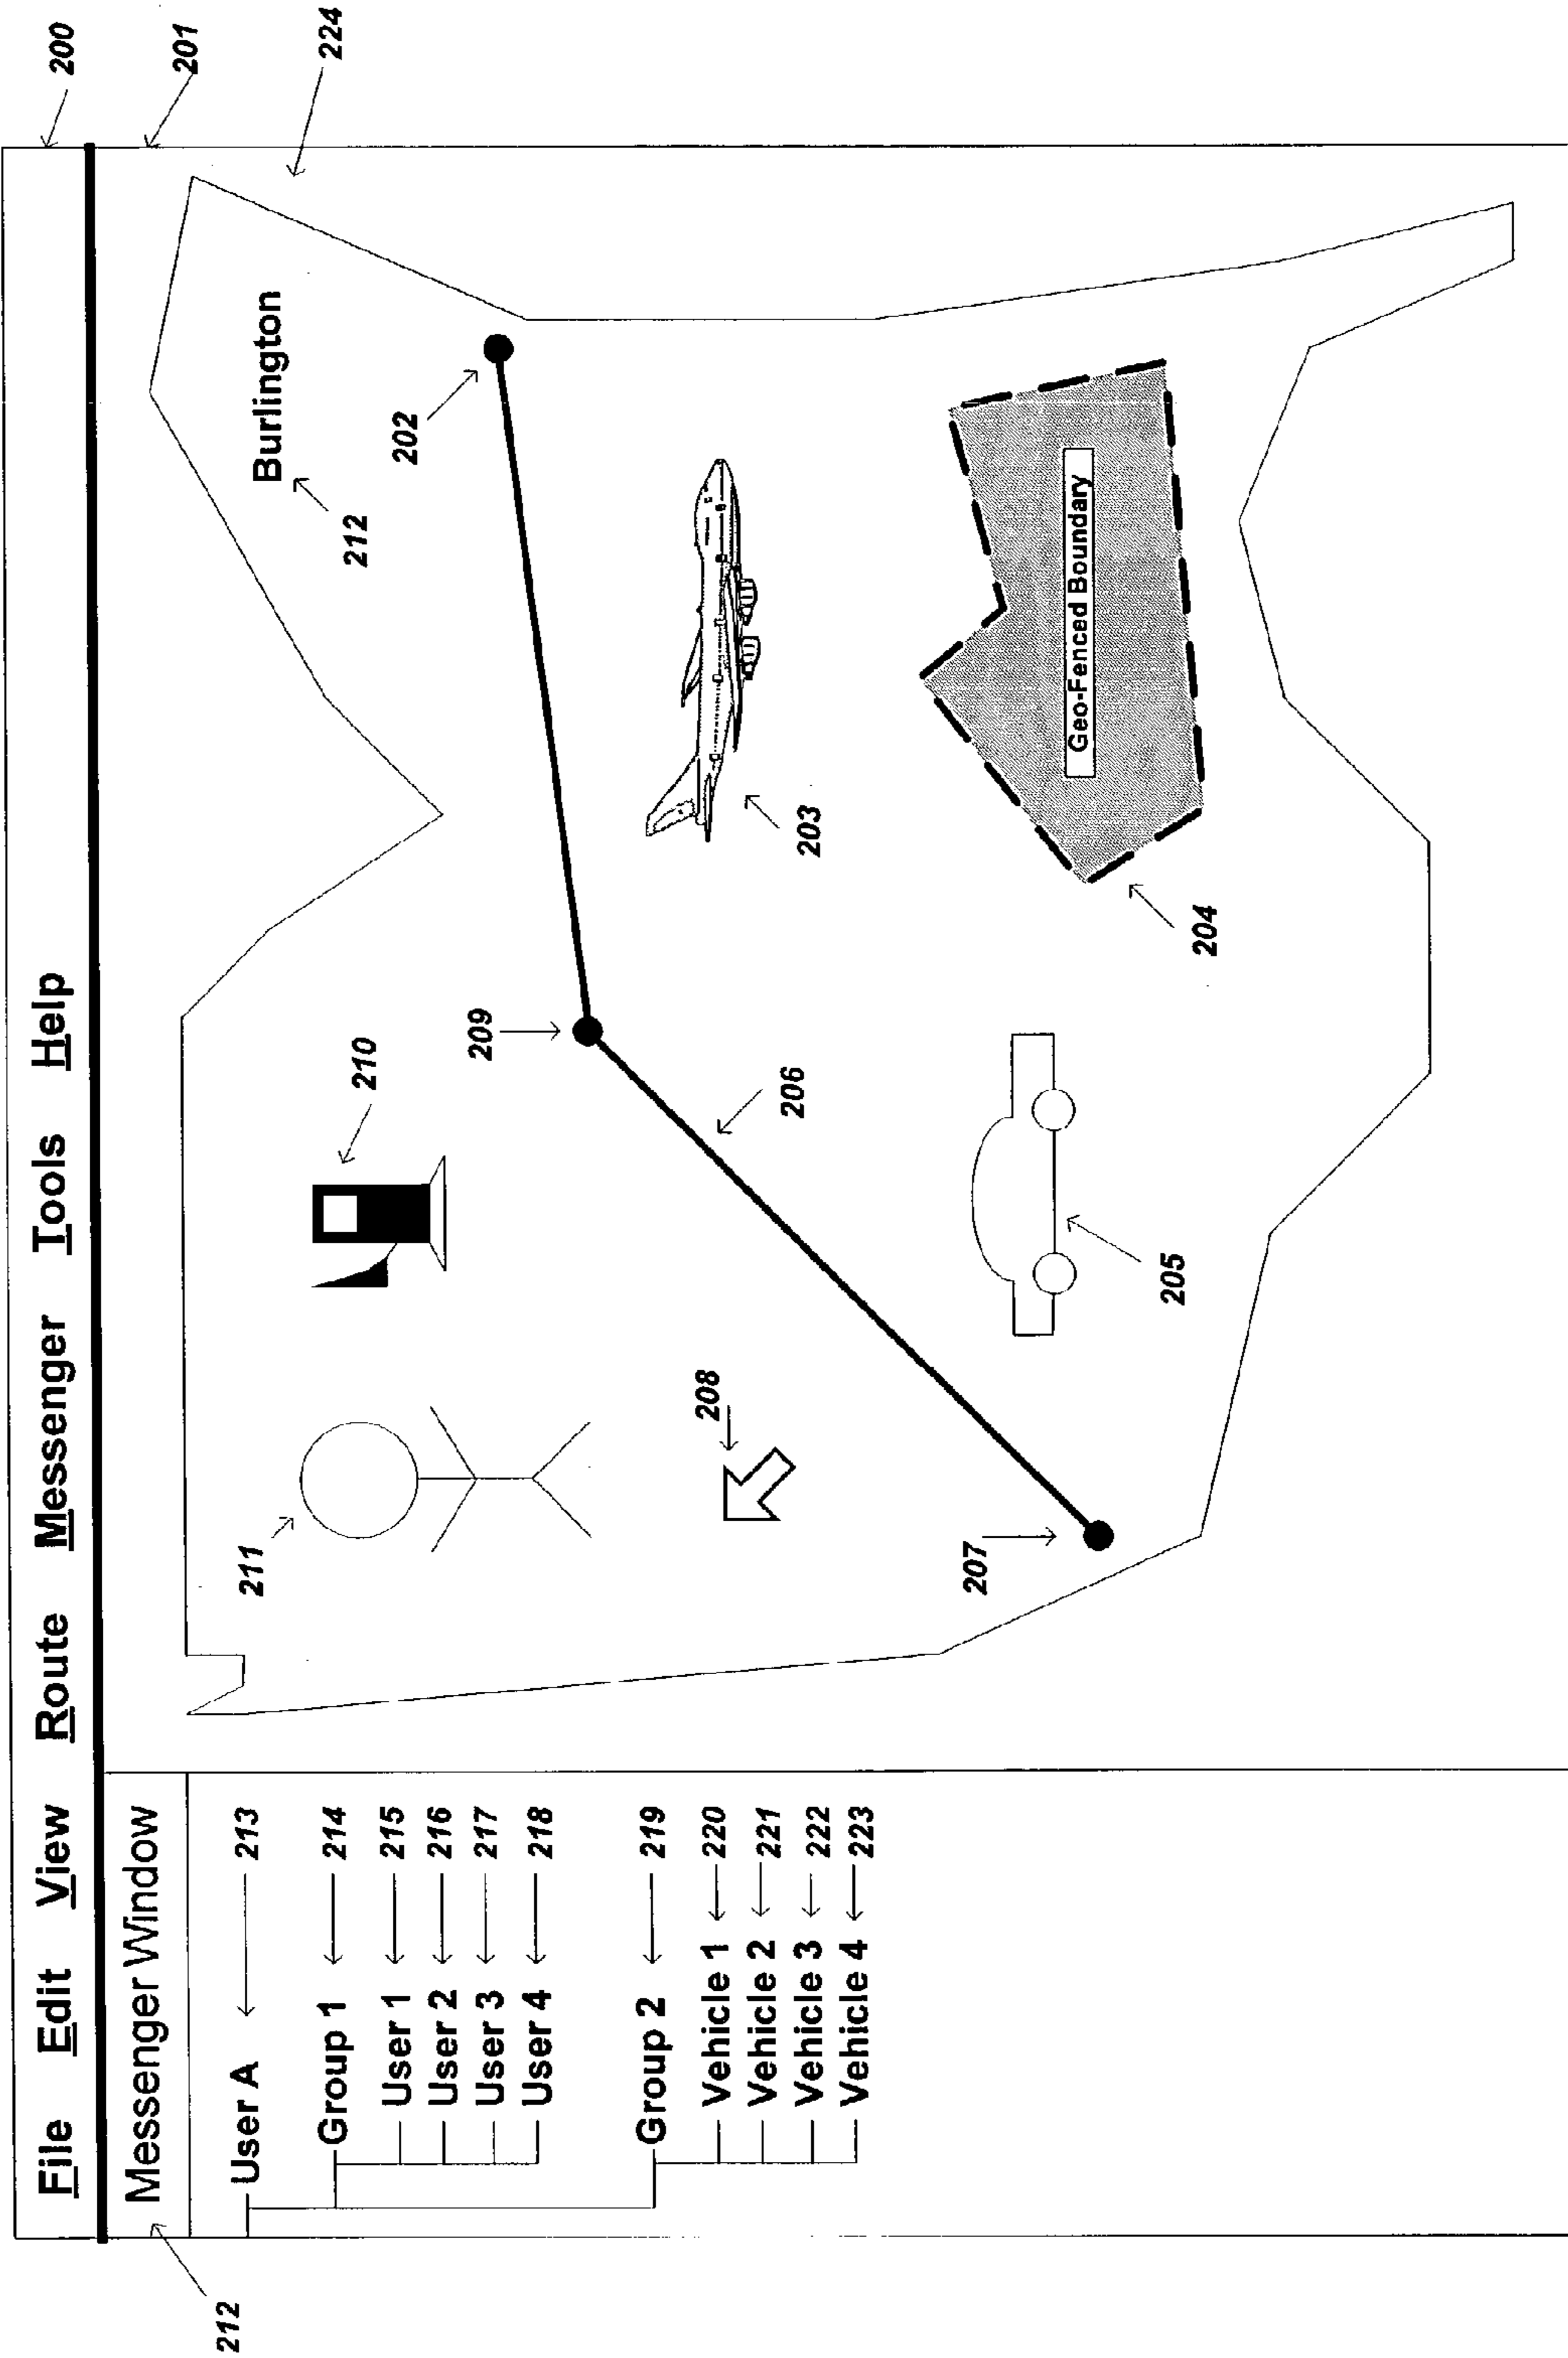 200
File Edit View Route Messenger Tools Help
201
212
Messenger Window
224
User A 213
Group 1 214
User 1 215
User 2 216
User 3 217
User 4 218
Group 2 219
Vehicle 1 220
Vehicle 2 221
Vehicle 3 222
Vehicle 4 223
211
210
Burlington
212
202
209
208
206
203
207
205
Geo-Fenced Boundary
204